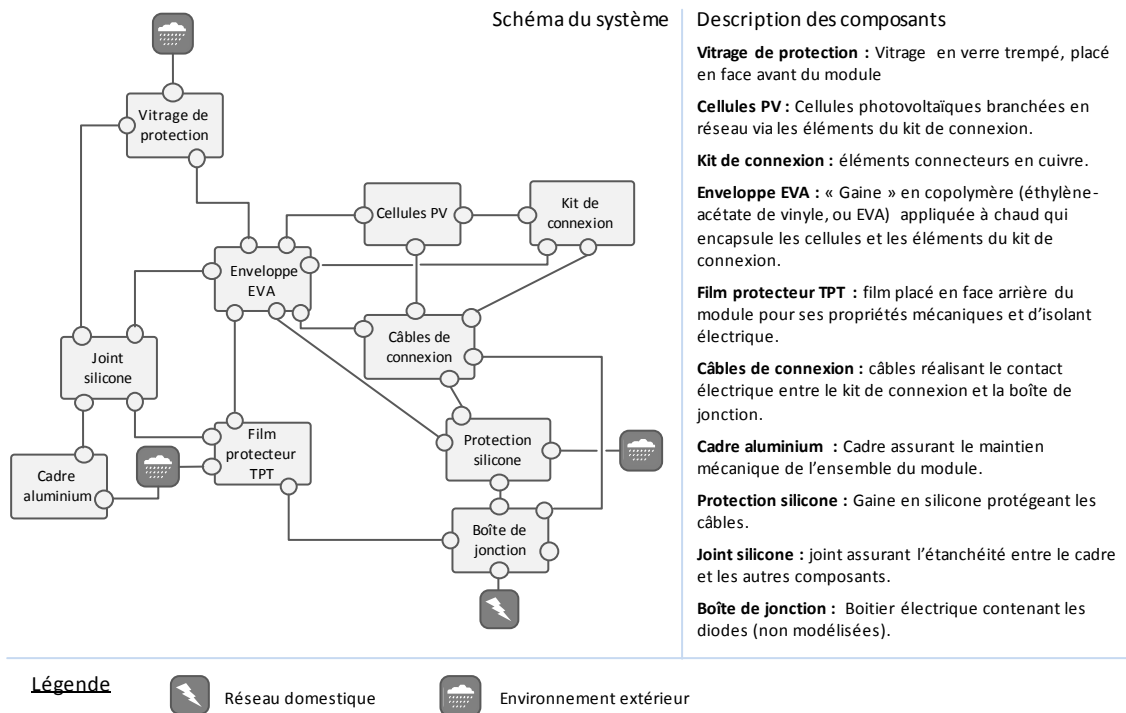 Schéma du système
Vitrage de
protection
Cellules PV
Kit de
connexion
Enveloppe
EVA
Câbles de
connexion
Joint
silicone
Film
protecteur
TPT
Protection
silicone
Cadre
aluminium
Boîte de
jonction
Description des composants
Vitrage de protection : Vitrage en verre trempé, placé
en face avant du module
Cellules PV : Cellules photovoltaïques branchées en
réseau via les éléments du kit de connexion.
Kit de connexion : éléments connecteurs en cuivre.
Enveloppe EVA : « Gaine » en copolymère (éthylène-
acétate de vinyle, ou EVA) appliquée à chaud qui
encapsule les cellules et les éléments du kit de
connexion.
Film protecteur TPT : film placé en face arrière du
module pour ses propriétés mécaniques et d'isolant
électrique.
Câbles de connexion : câbles réalisant le contact
électrique entre le kit de connexion et la boîte de
jonction.
Cadre aluminium : Cadre assurant le maintien
mécanique de l'ensemble du module.
Protection silicone : Gaine en silicone protégeant les
câbles.
Joint silicone : joint assurant l'étanchéité entre le cadre
et les autres composants.
Boîte de jonction : Boitier électrique contenant les
diodes (non modélisées).
Légende
Réseau domestique
Environnement extérieur